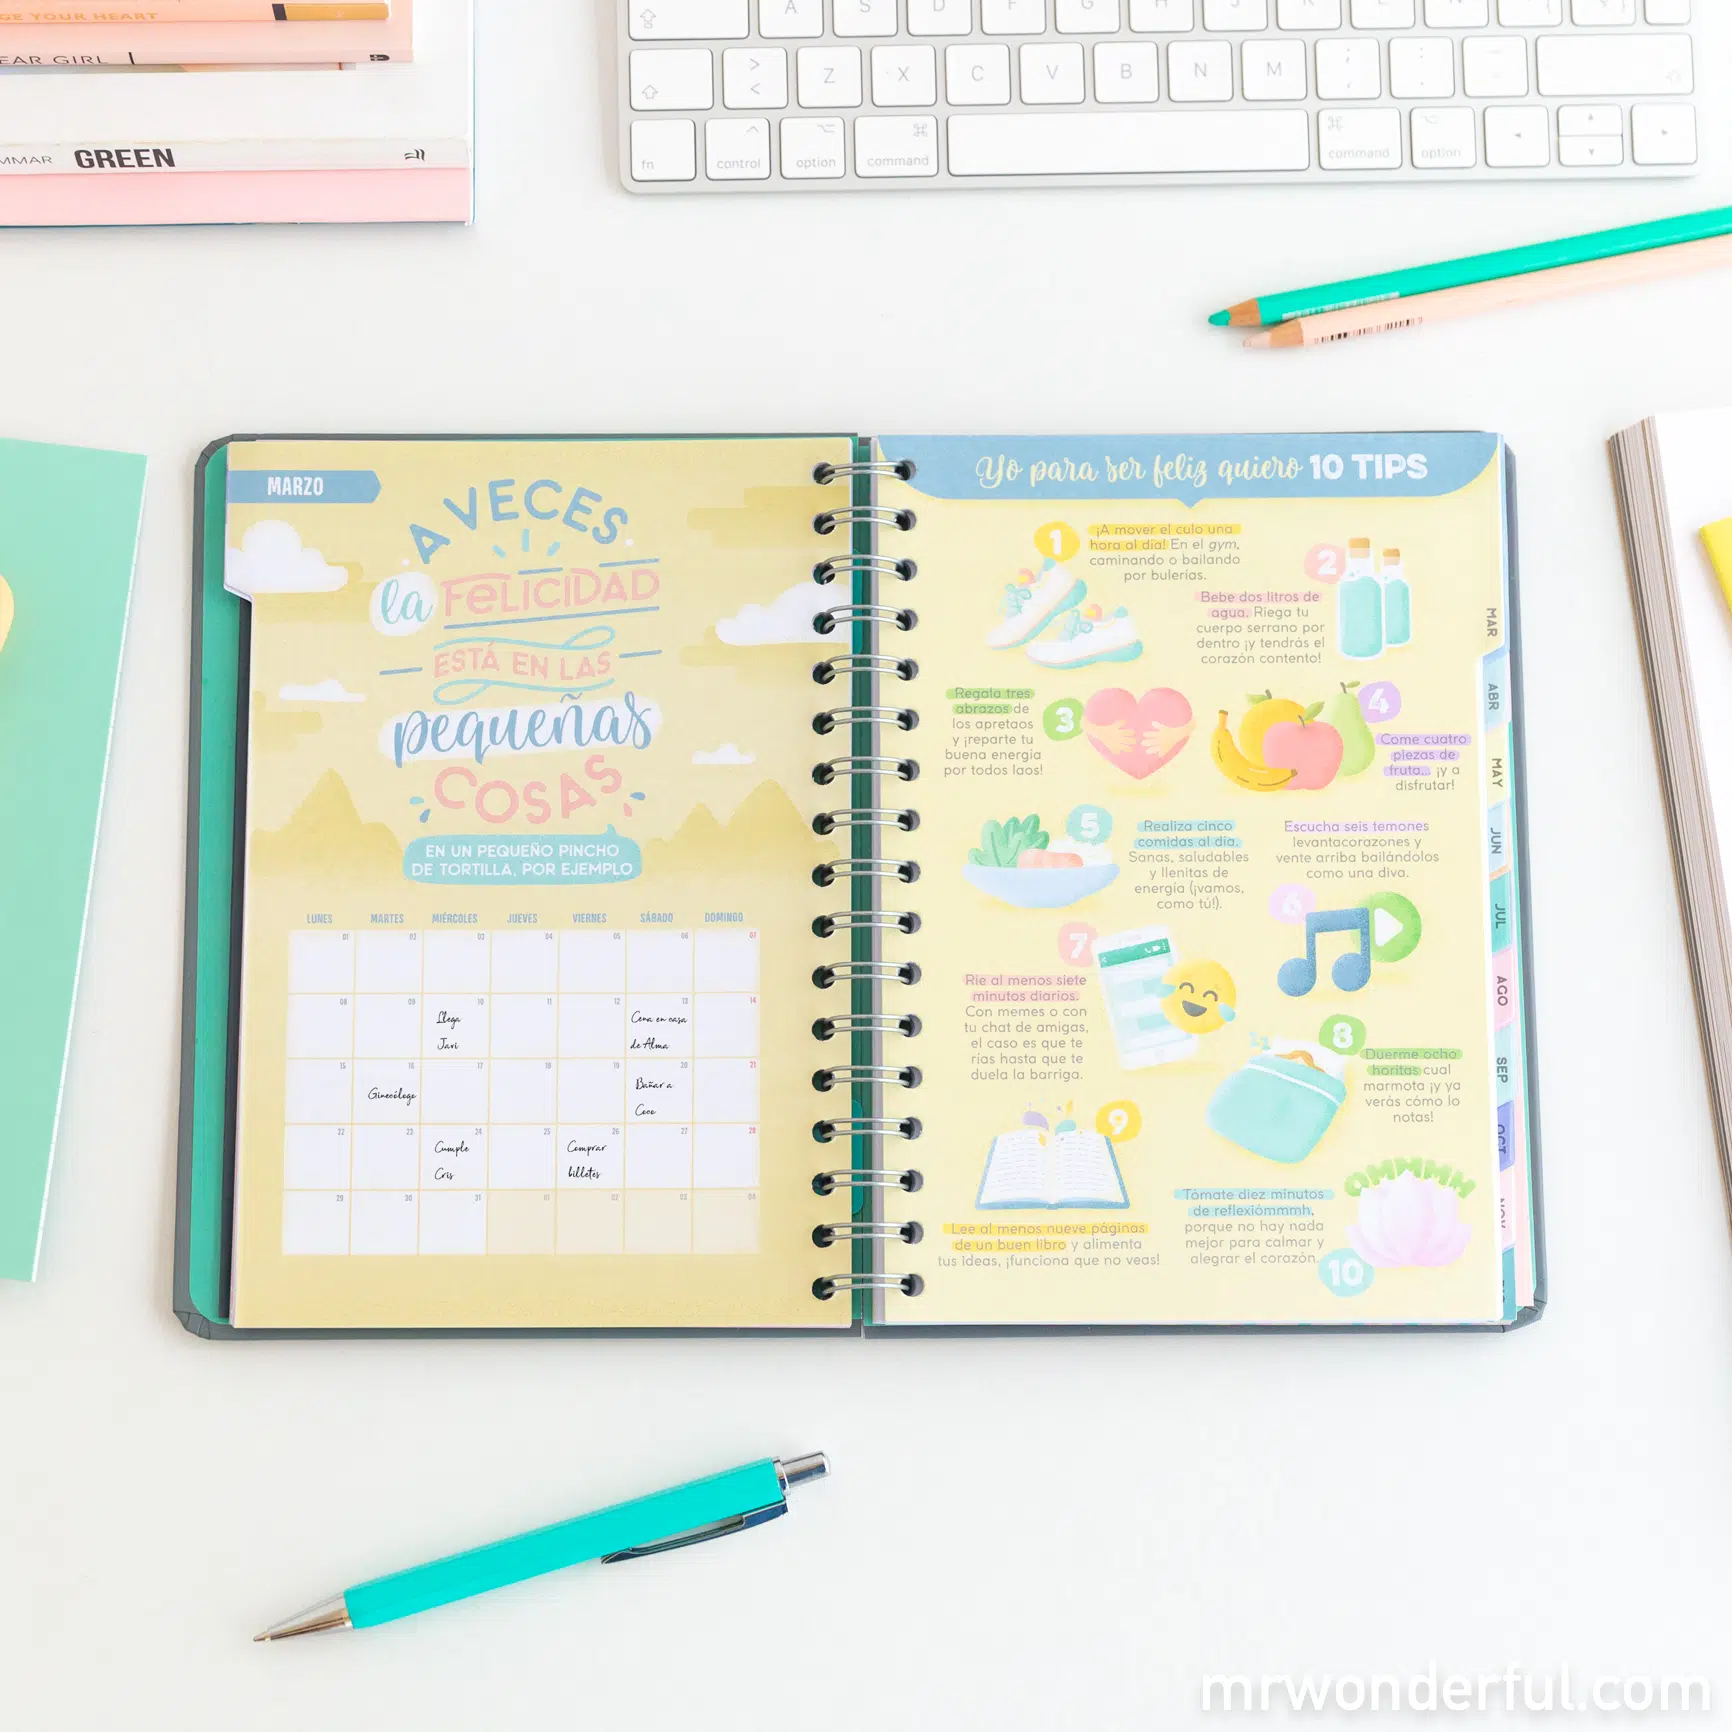 GE YOUR HEART
EAR GIRL
MMAR GREEN
A S D F G H J K L
> < Z X C V B N M
fn control option command command option
MARZO
A VECES
la FELICIDAD
ESTÁ EN LAS
pequeñas
COSAS
EN UN PEQUEÑO PINCHO
DE TORTILLA, POR EJEMPLO
LUNES MARTES MIÉRCOLES JUEVES VIERNES SÁBADO DOMINGO
01 02 03 04 05 06 07
08 09 10 11 12 13 14
Llega
Javi
Cena en casa
de Alma
15 16 17 18 19 20 21
Ginecólogo
Bañar a
Coco
22 23 24 25 26 27 28
Cumple
Cris
Comprar
billetes
29 30 31 01 02 03 04
Yo para ser feliz quiero 10 TIPS
1
¡A mover el culo una
hora al día! En el gym,
caminando o bailando
por bulerías.
2
Bebe dos litros de
agua. Riega tu
cuerpo serrano por
dentro ¡y tendrás el
corazón contento!
Regala tres
abrazos de
los apretaos
y ¡reparte tu
buena energía
por todos laos!
3
4
Come cuatro
piezas de
fruta... ¡y a
disfrutar!
5
Realiza cinco
comidas al día.
Sanas, saludables
y llenitas de
energía (¡vamos,
como tú!).
Escucha seis temones
levantacorazones y
vente arriba bailándolos
como una diva.
6
7
Ríe al menos siete
minutos diarios.
Con memes o con
tu chat de amigas,
el caso es que te
rías hasta que te
duela la barriga.
8
Duerme ocho
horitas cual
marmota ¡y ya
verás cómo lo
notas!
9
Lee al menos nueve páginas
de un buen libro y alimenta
tus ideas, ¡funciona que no veas!
Tómate diez minutos
de reflexiómmmh,
porque no hay nada
mejor para calmar y
alegrar el corazón.
OMMMH
10
MAR
ABR
MAY
JUN
JUL
AGO
SEP
OCT
NOV
mrwonderful.com